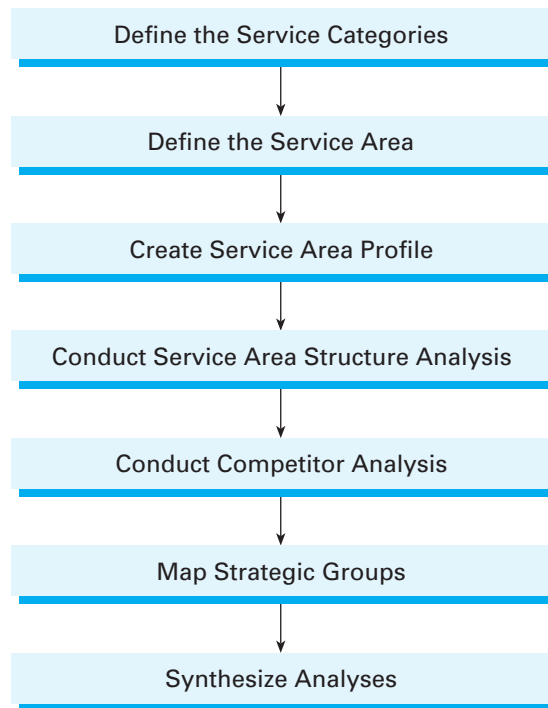 Define the Service Categories
Define the Service Area
Create Service Area Profile
Conduct Service Area Structure Analysis
Conduct Competitor Analysis
Map Strategic Groups
Synthesize Analyses